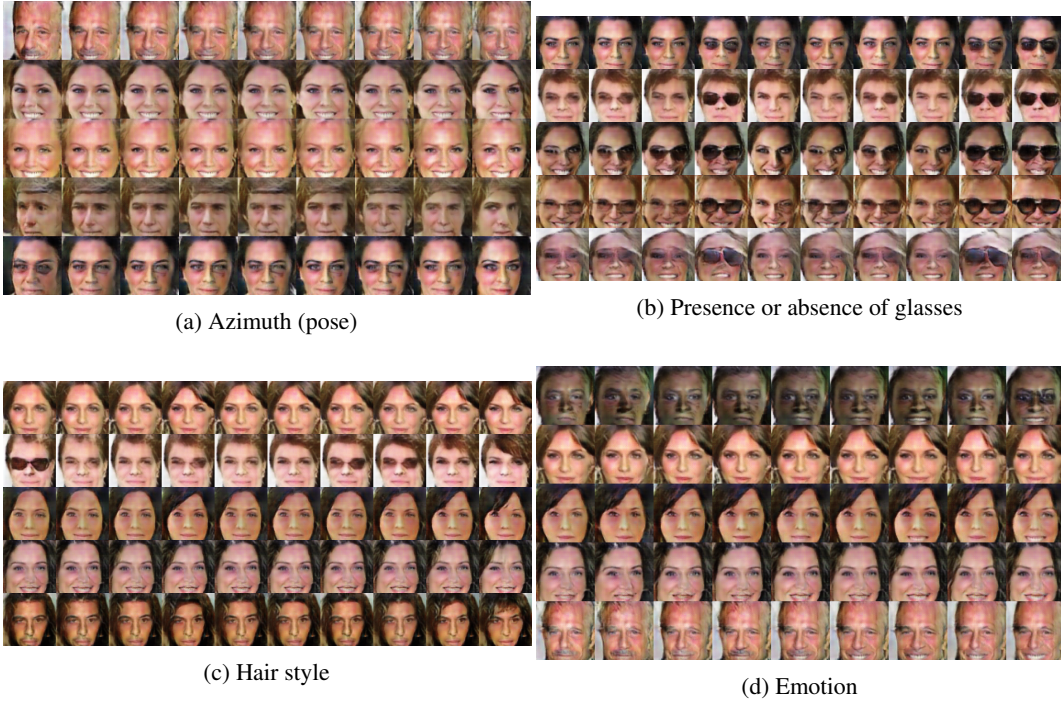 (a) Azimuth (pose)
(b) Presence or absence of glasses
(c) Hair style
(d) Emotion